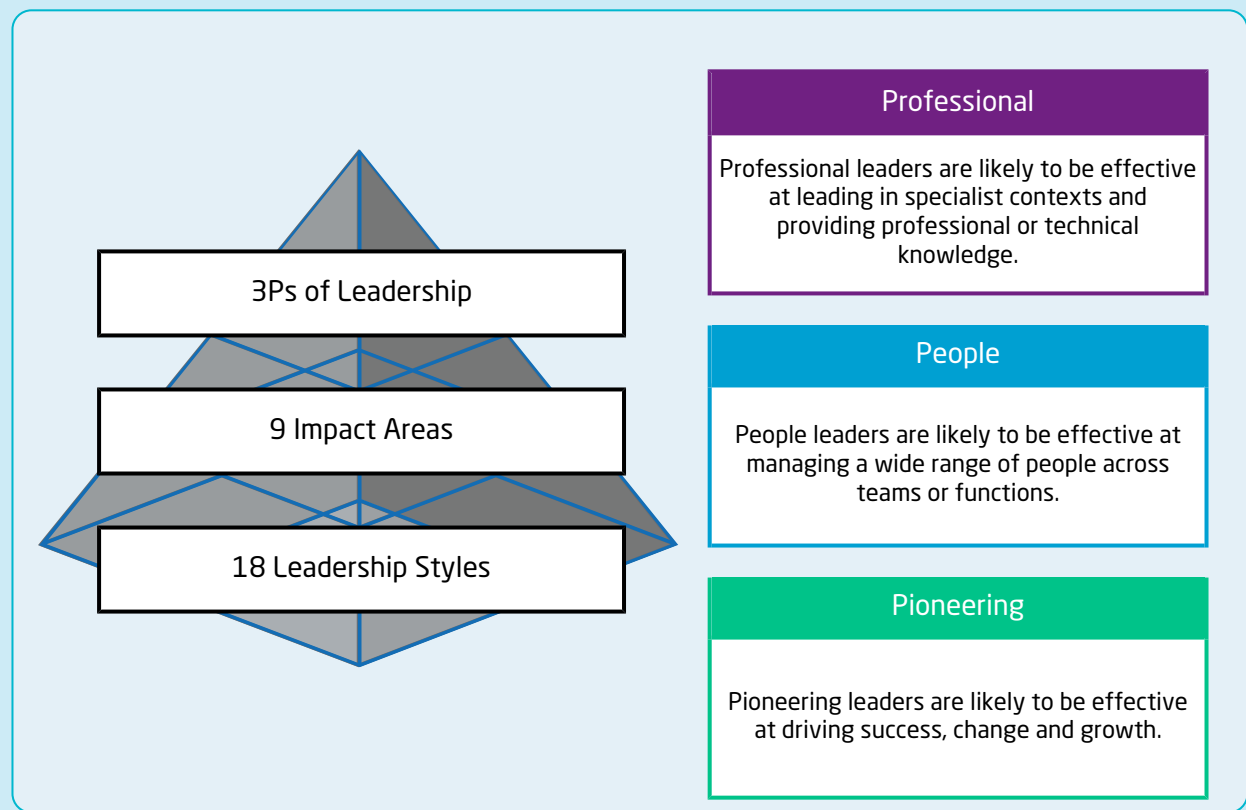 3Ps of Leadership
9 Impact Areas
18 Leadership Styles
Professional
Professional leaders are likely to be effective
at leading in specialist contexts and
providing professional or technical
knowledge.
People
People leaders are likely to be effective at
managing a wide range of people across
teams or functions.
Pioneering
Pioneering leaders are likely to be effective
at driving success, change and growth.